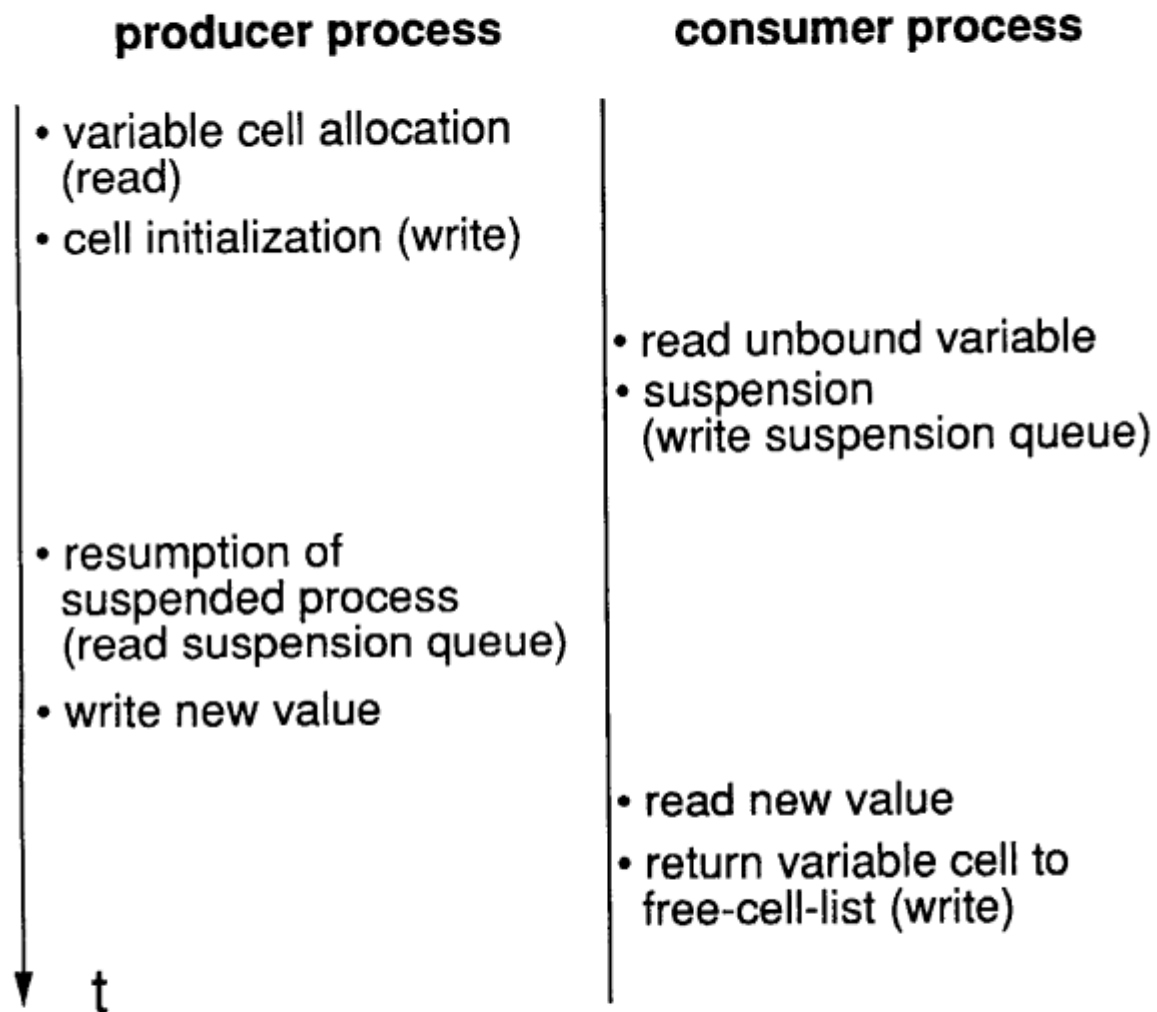 producer process
consumer process
• variable cell allocation
(read)
• cell initialization (write)
• read unbound variable
• suspension
(write suspension queue)
• resumption of
suspended process
(read suspension queue)
• write new value
• read new value
• return variable cell to
free-cell-list (write)
t